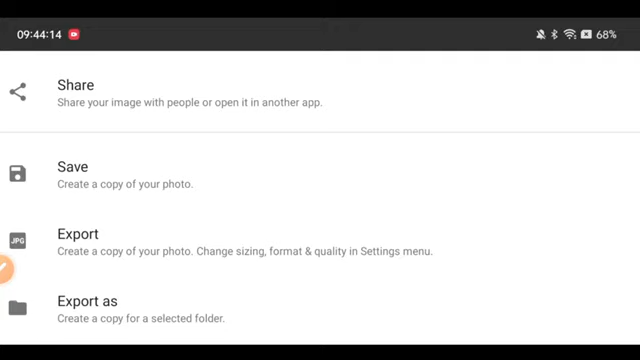 09:44:14
68%
Share
Share your image with people or open it in another app.
Save
Create a copy of your photo.
JPG
Export
Create a copy of your photo. Change sizing, format & quality in Settings menu.
Export as
Create a copy for a selected folder.